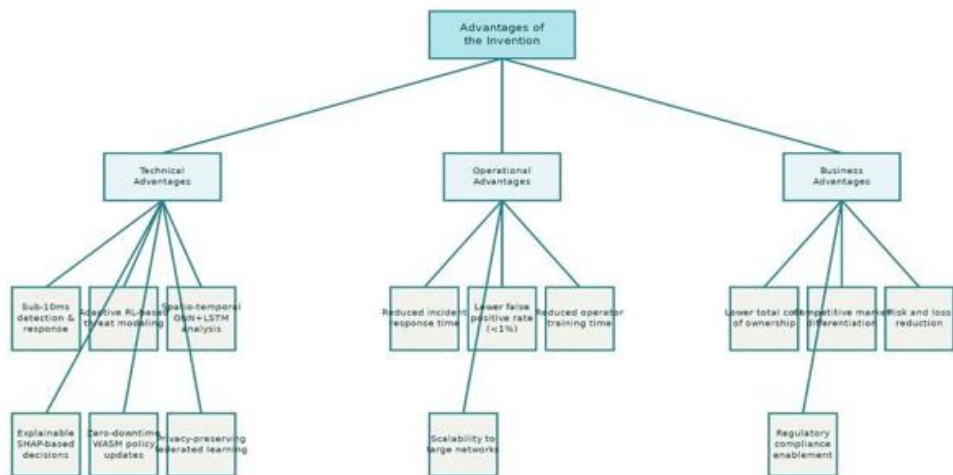 Advantages of
the Invention
Technical
Advantages
Operational
Advantages
Business
Advantages
Sub-10ms
detection &
response
Adaptive RL-based
threat modeling
Spatio-temporal
GNN+LSTM
analysis
Reduced incident
response time
Lower false
positive rate
(<1%)
Reduced operator
training time
Lower total cost
of ownership
Competitive market
differentiation
Risk and loss
reduction
Explainable
SHAP-based
decisions
Zero-downtime
WASM policy
updates
Privacy-preserving
federated learning
Scalability to
large networks
Regulatory
compliance
enablement